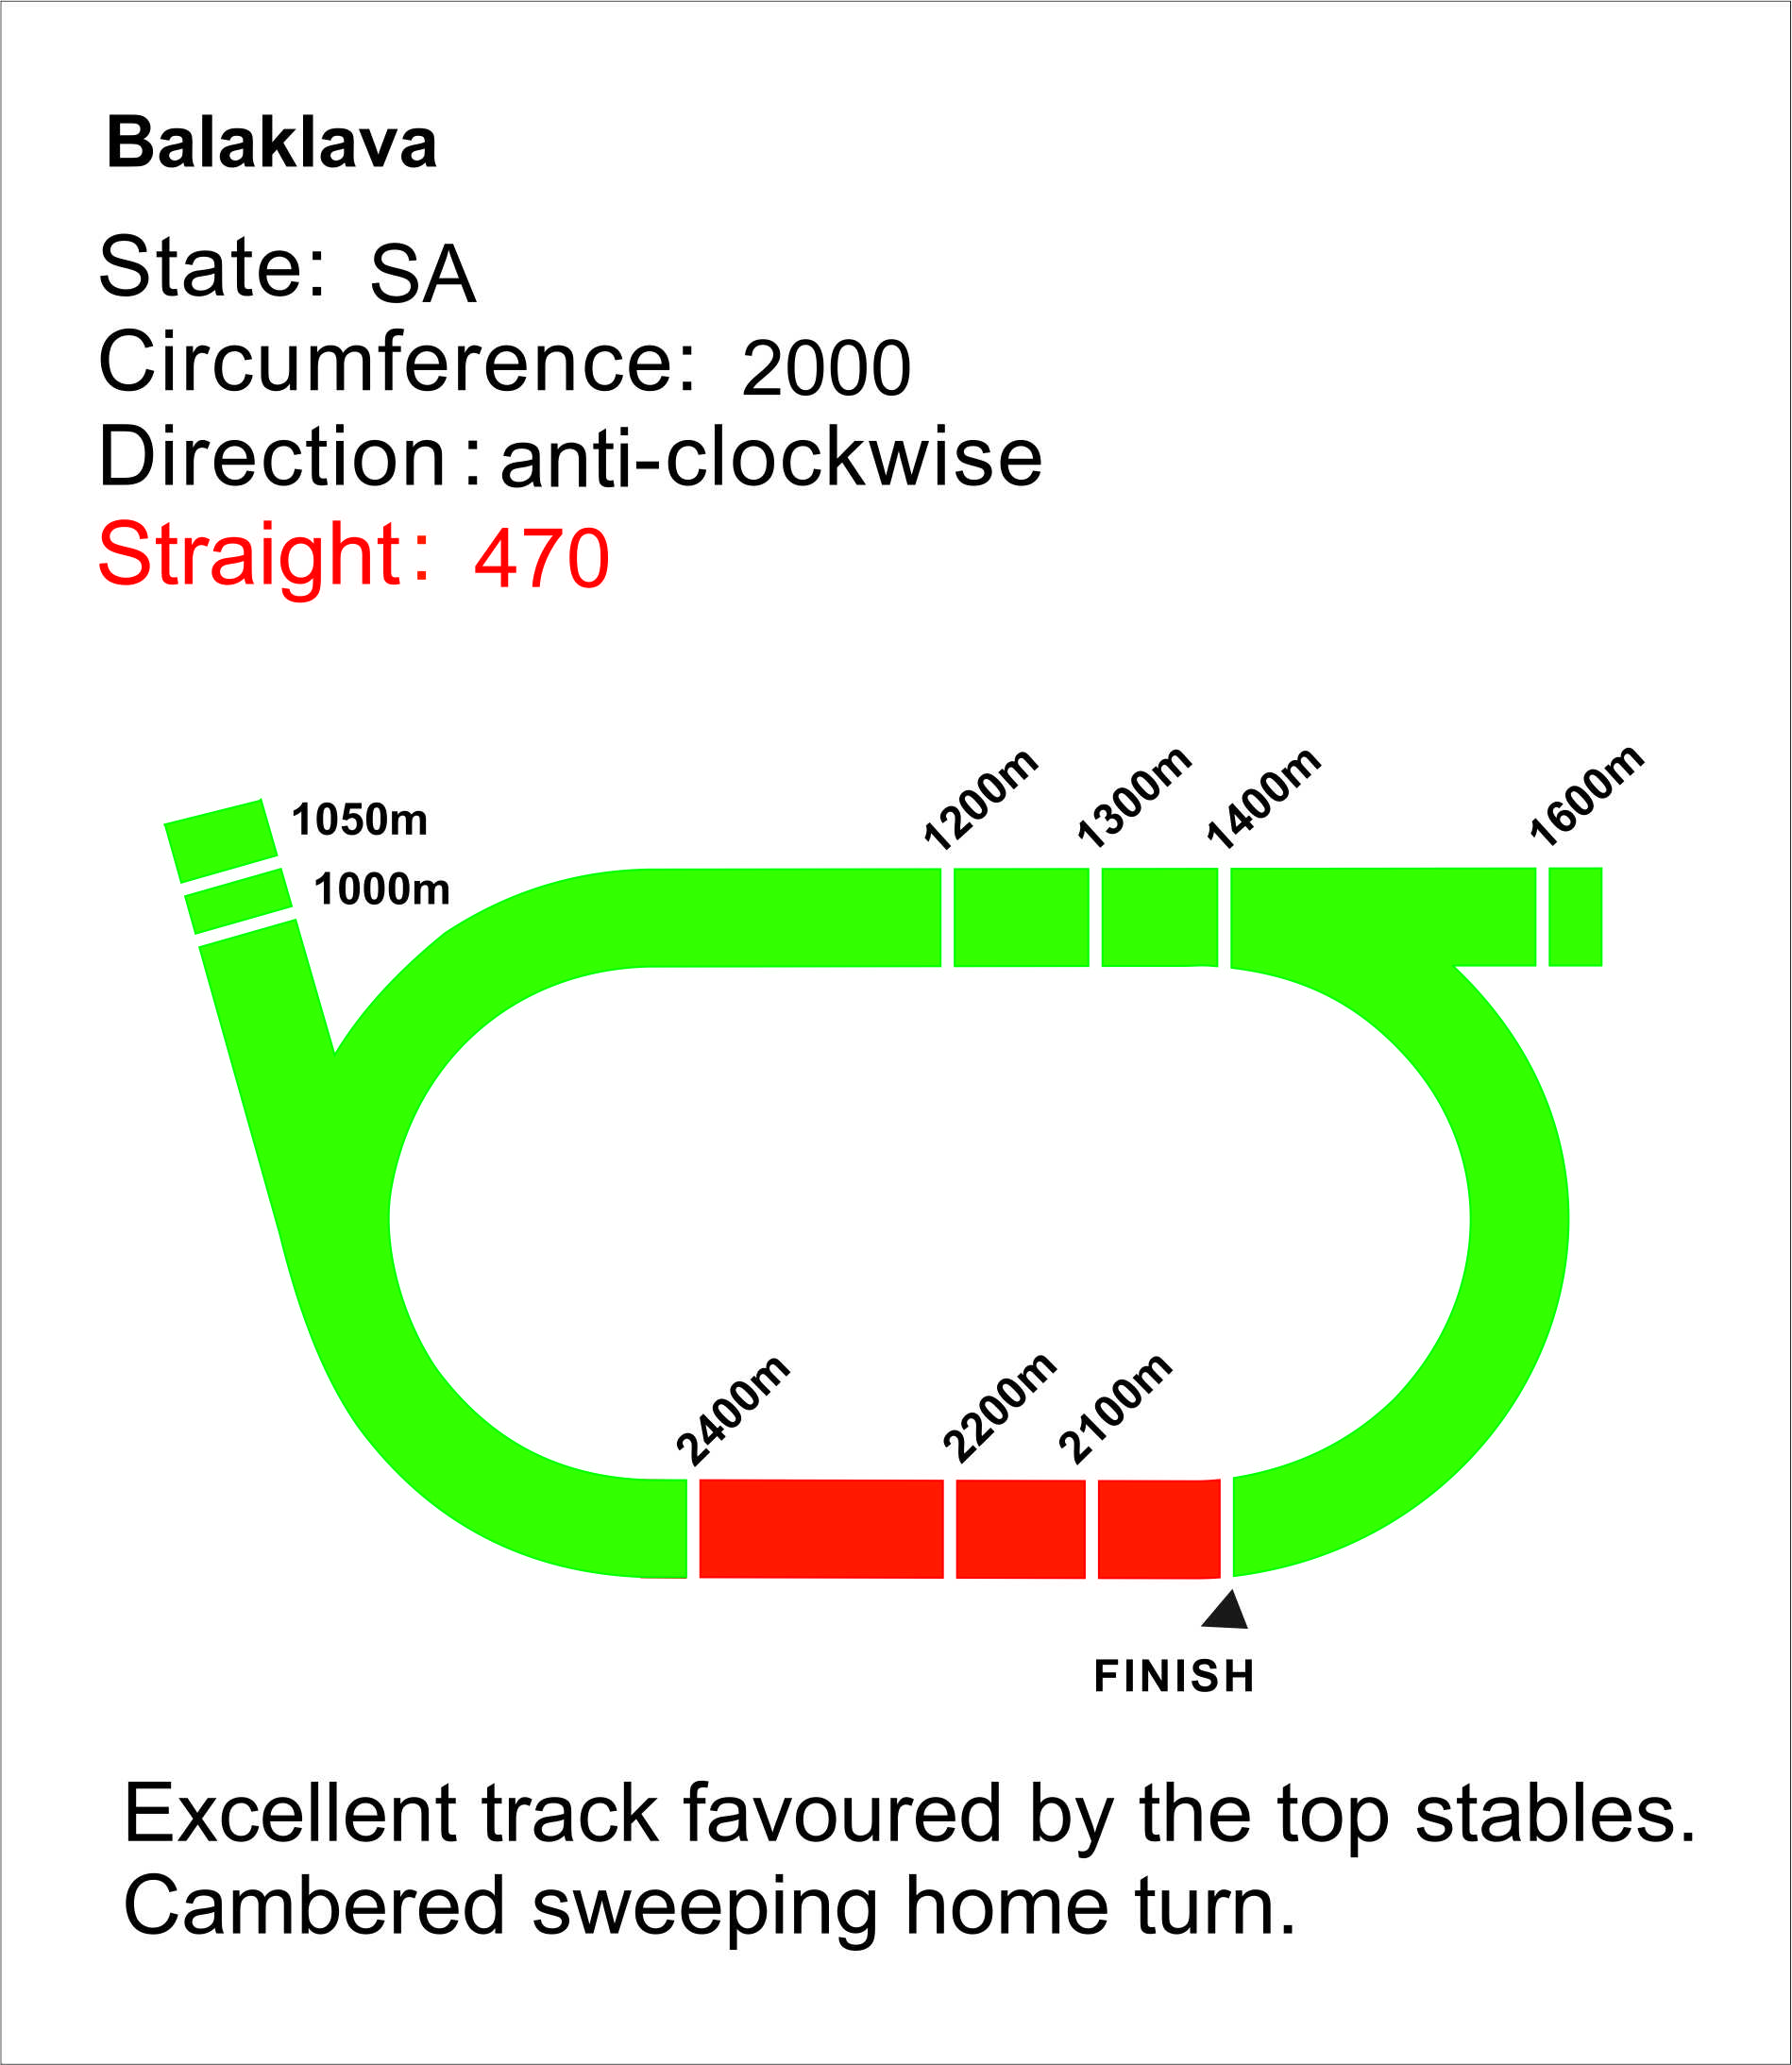 Balaklava
State: SA
Circumference: 2000
Direction : anti-clockwise
Straight : 470
1200m
1300m
1400m
1600m
1050m
1000m
2400m
2200m
2100m
FINISH
Excellent track favoured by the top stables.
Cambered sweeping home turn.